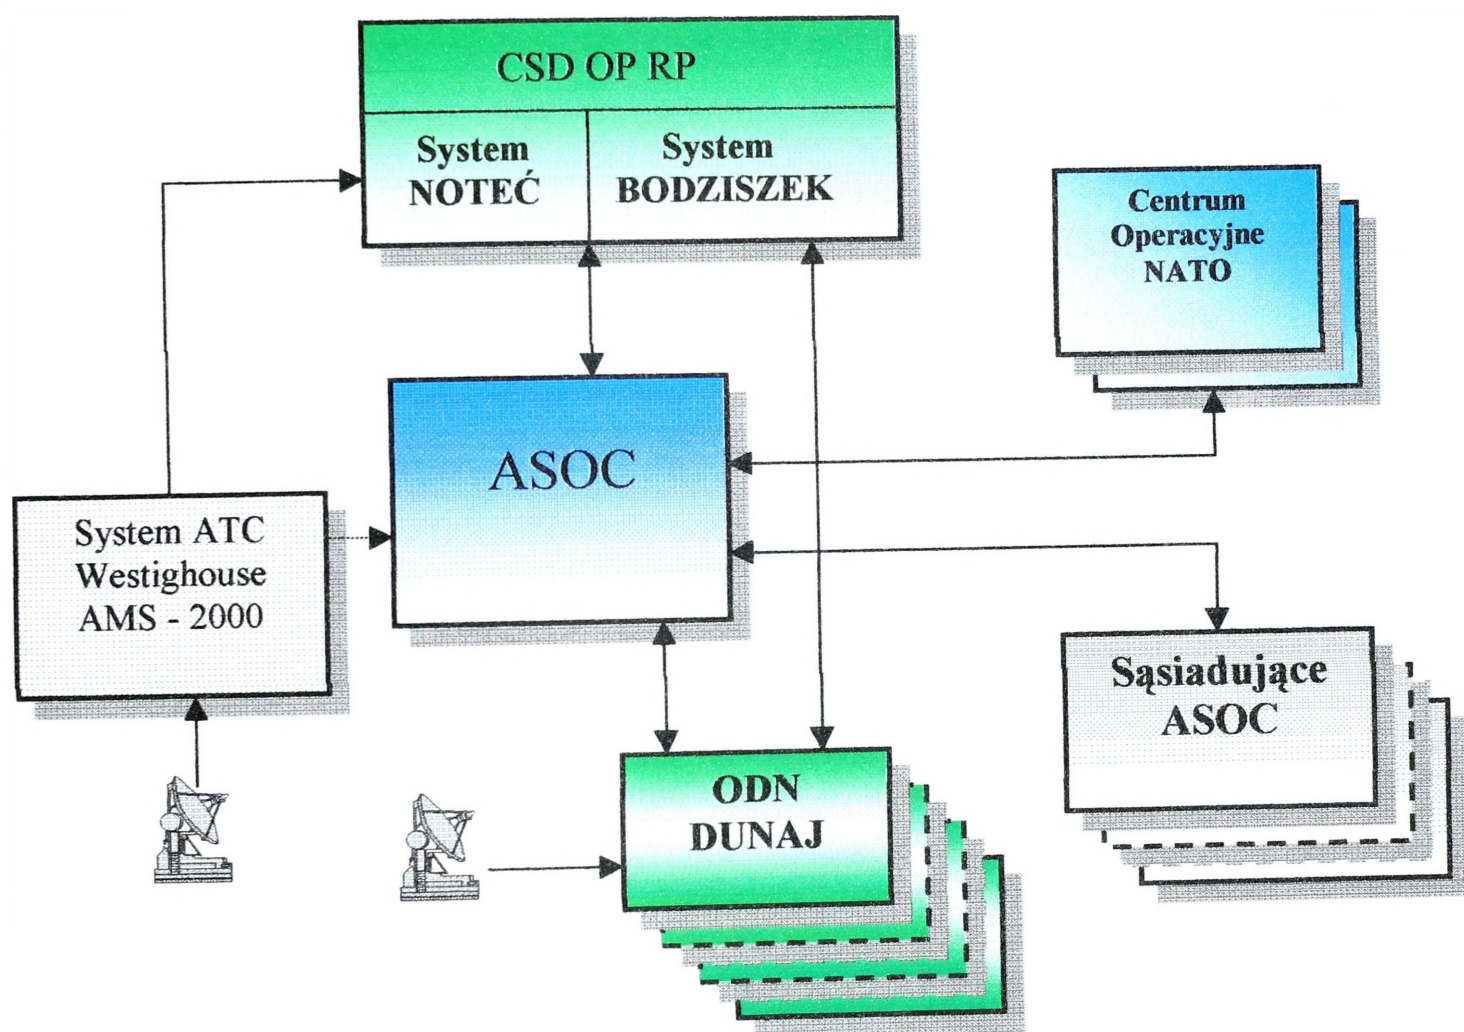 CSD OP RP
System
NOTEĆ
System
BODZISZEK
Centrum
Operacyjne
NATO
ASOC
System ATC
Westighouse
AMS - 2000
Sąsiadujące
ASOC
ODN
DUNAJ